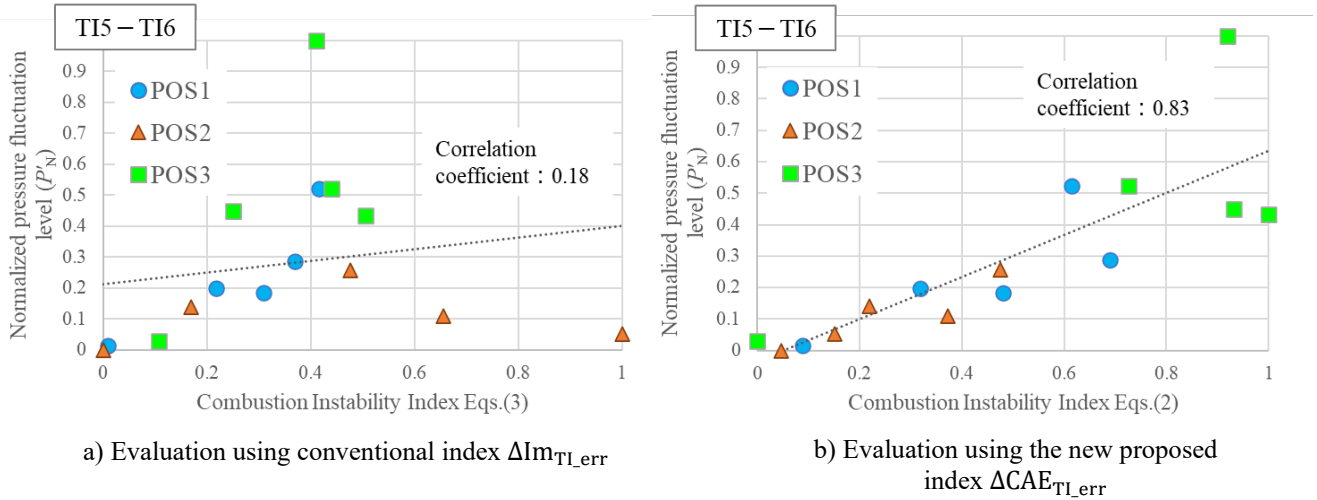 TI5 – TI6
Normalized pressure fluctuation
level (P'N)
0.9
0.8
0.7
0.6
0.5
0.4
0.3
0.2
0.1
0
POS1
POS2
POS3
Correlation
coefficient：0.18
0
0.2
0.4
0.6
0.8
1
Combustion Instability Index Eqs.(3)
a) Evaluation using conventional index ΔImTI_err
TI5 – TI6
Normalized pressure fluctuation
level (P'N)
0.9
0.8
0.7
0.6
0.5
0.4
0.3
0.2
0.1
0
POS1
POS2
POS3
Correlation
coefficient：0.83
0
0.2
0.4
0.6
0.8
1
Combustion Instability Index Eqs.(2)
b) Evaluation using the new proposed
index ΔCAETI_err